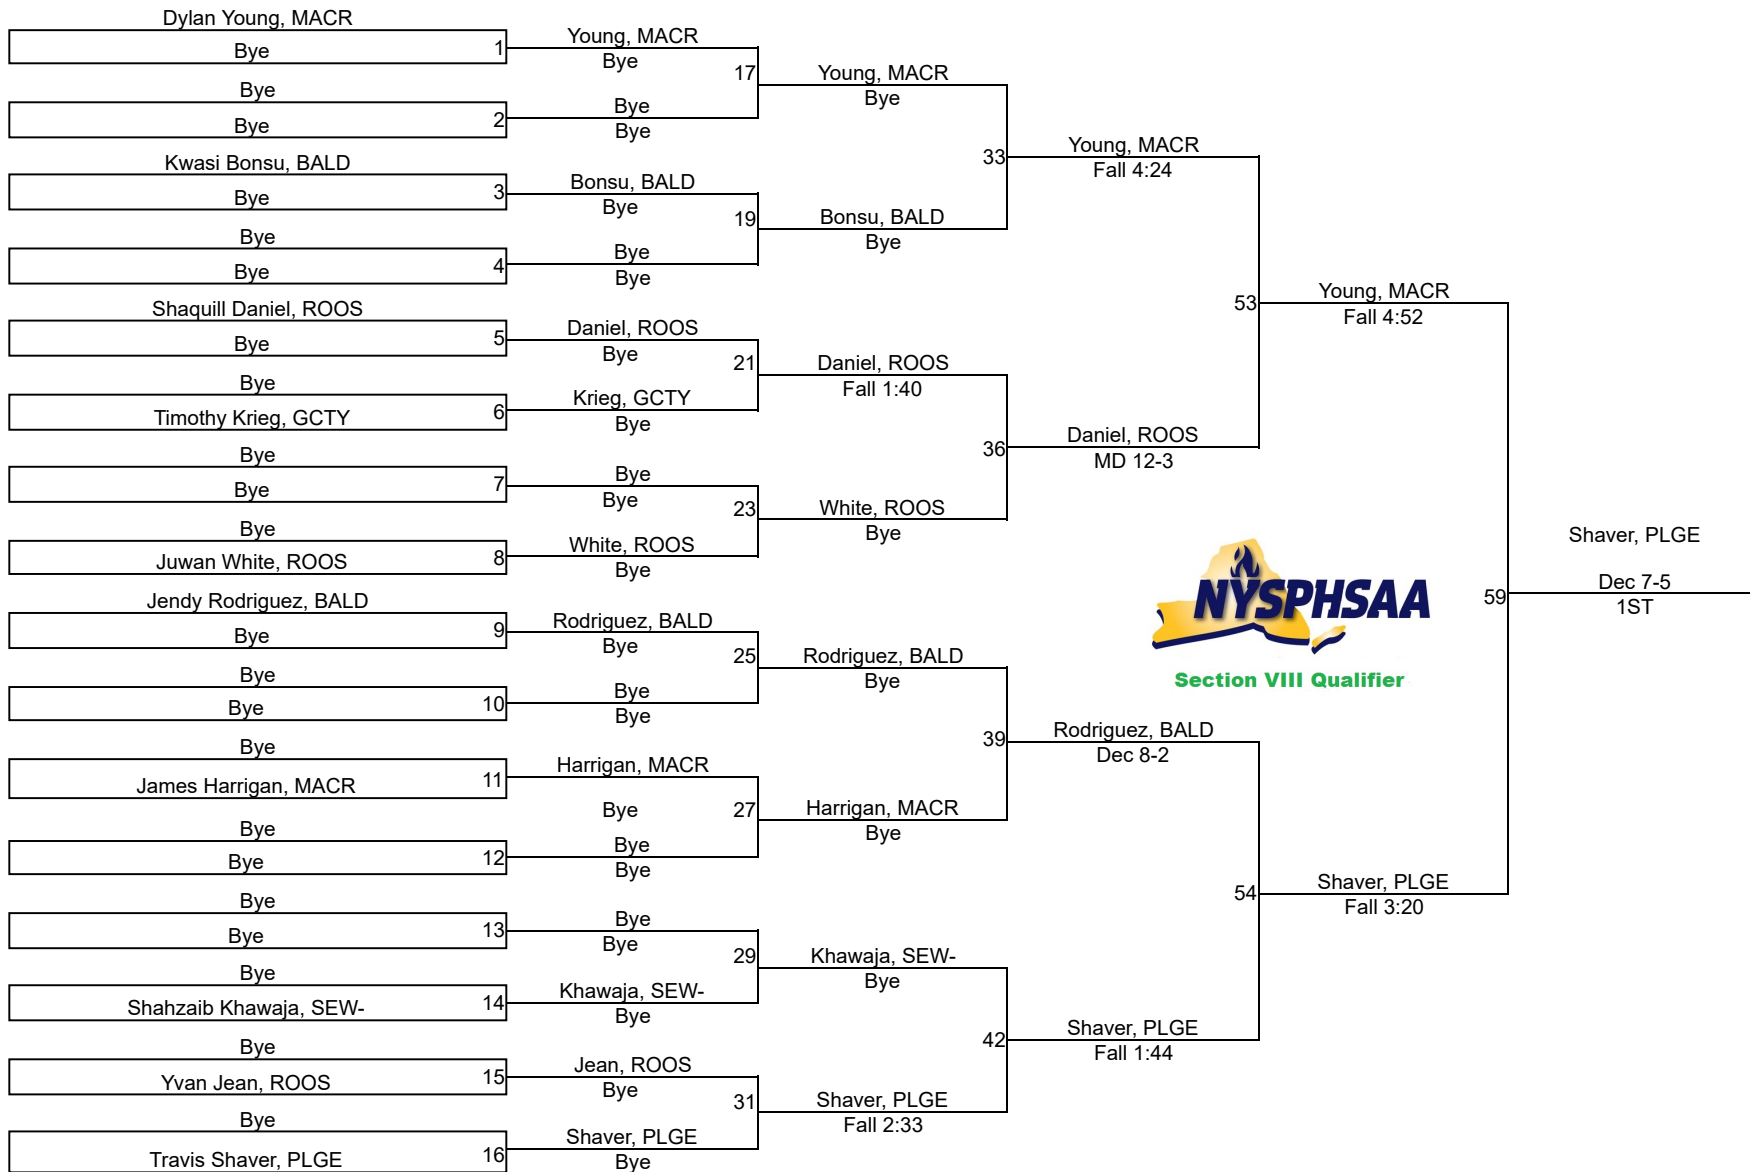 Dylan Young, MACR
Bye
1
Bye
Bye
2
Kwasi Bonsu, BALD
Bye
3
Bye
Bye
4
Shaquill Daniel, ROOS
Bye
5
Bye
Timothy Krieg, GCTY
6
Bye
Bye
7
Bye
Juwan White, ROOS
8
Jendy Rodriguez, BALD
Bye
9
Bye
Bye
10
Bye
James Harrigan, MACR
11
Bye
Bye
12
Bye
Bye
13
Bye
Shahzaib Khawaja, SEW-
14
Bye
Yvan Jean, ROOS
15
Bye
Travis Shaver, PLGE
16
Young, MACR
Bye
17
Bye
Bye
Bonsu, BALD
Bye
19
Bye
Bye
Daniel, ROOS
Bye
21
Krieg, GCTY
Bye
Bye
Bye
23
White, ROOS
Bye
Rodriguez, BALD
Bye
25
Bye
Bye
Harrigan, MACR
Bye
27
Bye
Bye
Bye
Bye
29
Khawaja, SEW-
Bye
Jean, ROOS
Bye
31
Shaver, PLGE
Bye
Young, MACR
Bye
33
Bonsu, BALD
Bye
Daniel, ROOS
Fall 1:40
36
White, ROOS
Bye
Rodriguez, BALD
Bye
39
Harrigan, MACR
Bye
Khawaja, SEW-
Bye
42
Shaver, PLGE
Fall 2:33
Young, MACR
Fall 4:24
53
Daniel, ROOS
MD 12-3
Rodriguez, BALD
Dec 8-2
54
Shaver, PLGE
Fall 1:44
Young, MACR
Fall 4:52
59
Shaver, PLGE
Fall 3:20
Shaver, PLGE
Dec 7-5
1ST
NYSPHSAA
Section VIII Qualifier